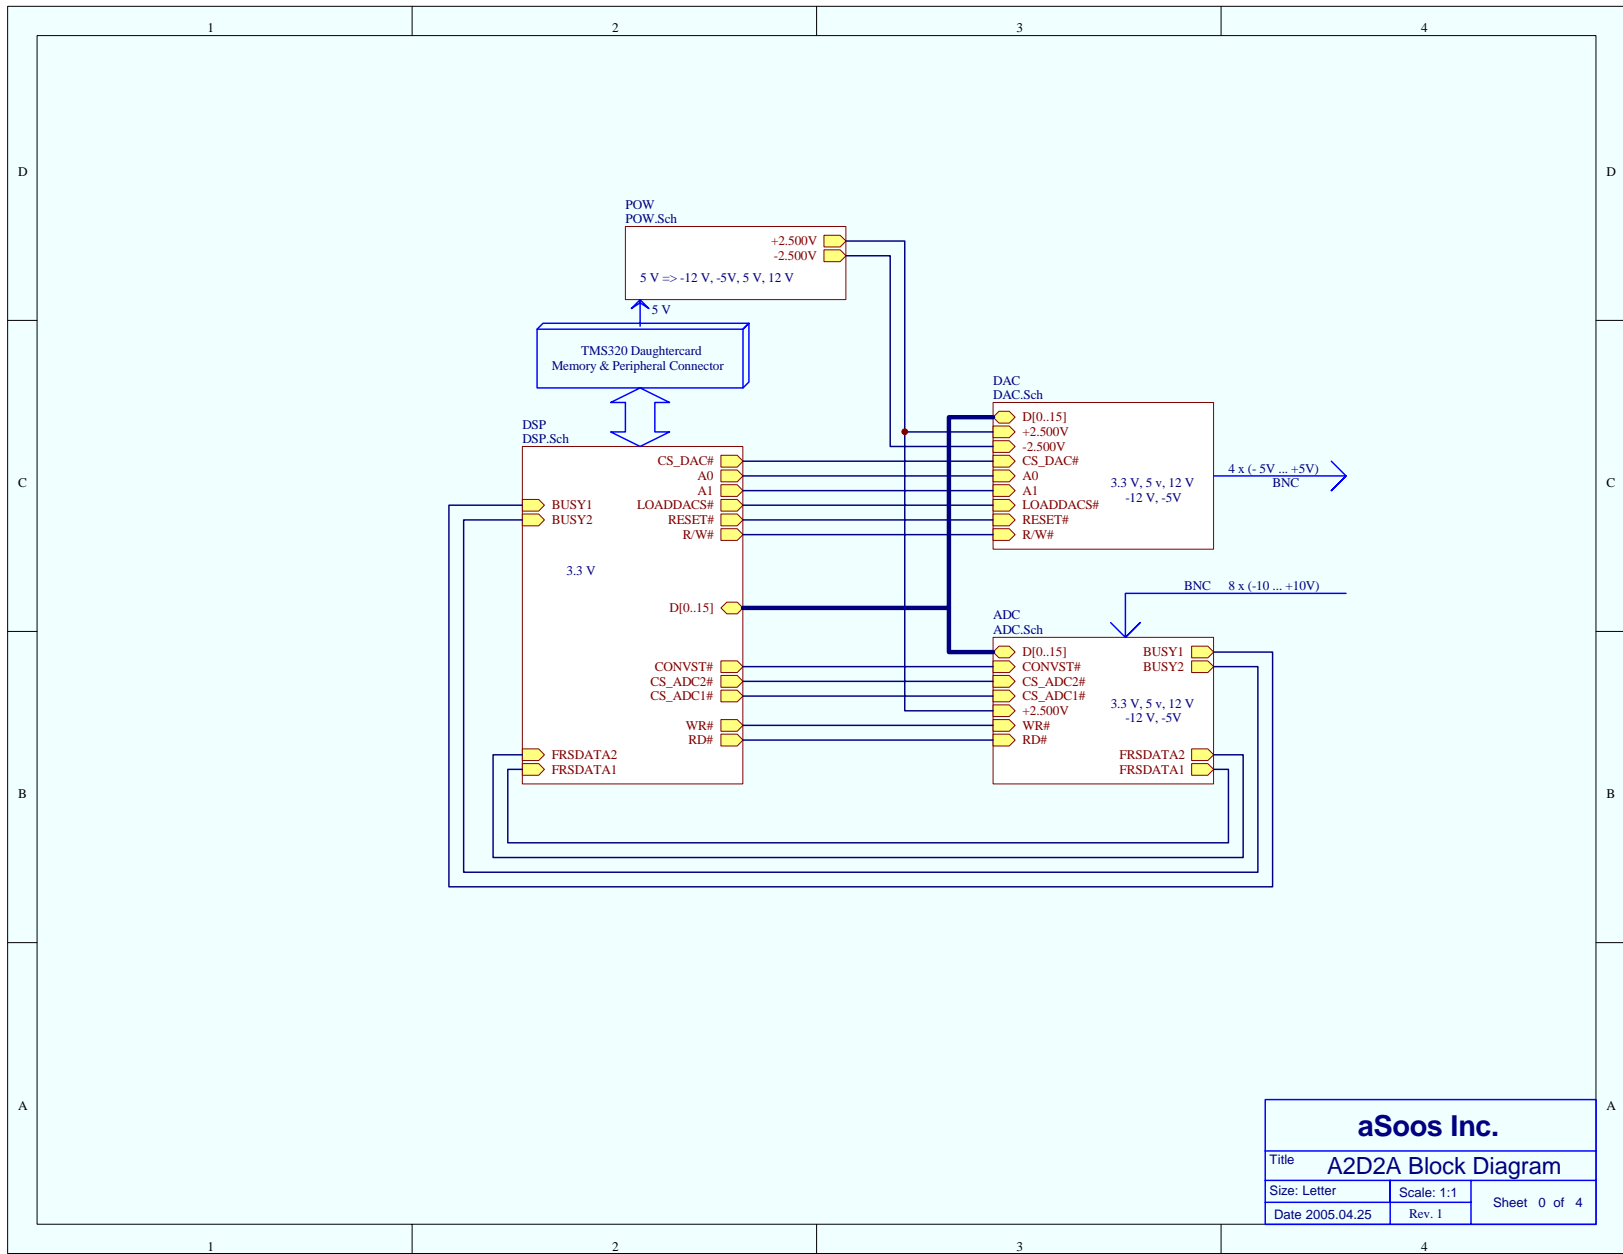 1 2 3 4
D D
POW
POW.Sch
+2.500V
-2.500V
5 V => -12 V, -5V, 5 V, 12 V
5 V
TMS320 Daughtercard
Memory & Peripheral Connector
DSP
DSP.Sch
CS_DAC#
A0
A1
LOADDACS#
RESET#
R/W#
BUSY1
BUSY2
3.3 V
D[0..15]
CONVST#
CS_ADC2#
CS_ADC1#
WR#
RD#
FRSDATA2
FRSDATA1
DAC
DAC.Sch
D[0..15]
+2.500V
-2.500V
CS_DAC#
A0
A1
LOADDACS#
RESET#
R/W#
3.3 V, 5 v, 12 V
-12 V, -5V
4 x (- 5V ... +5V)
BNC
C C
BNC 8 x (-10 ... +10V)
ADC
ADC.Sch
D[0..15]
CONVST#
CS_ADC2#
CS_ADC1#
+2.500V
WR#
RD#
BUSY1
BUSY2
3.3 V, 5 v, 12 V
-12 V, -5V
FRSDATA2
FRSDATA1
B B
A A
aSoos Inc.
Title A2D2A Block Diagram
Size: Letter Scale: 1:1 Sheet 0 of 4
Date 2005.04.25 Rev. 1
1 2 3 4